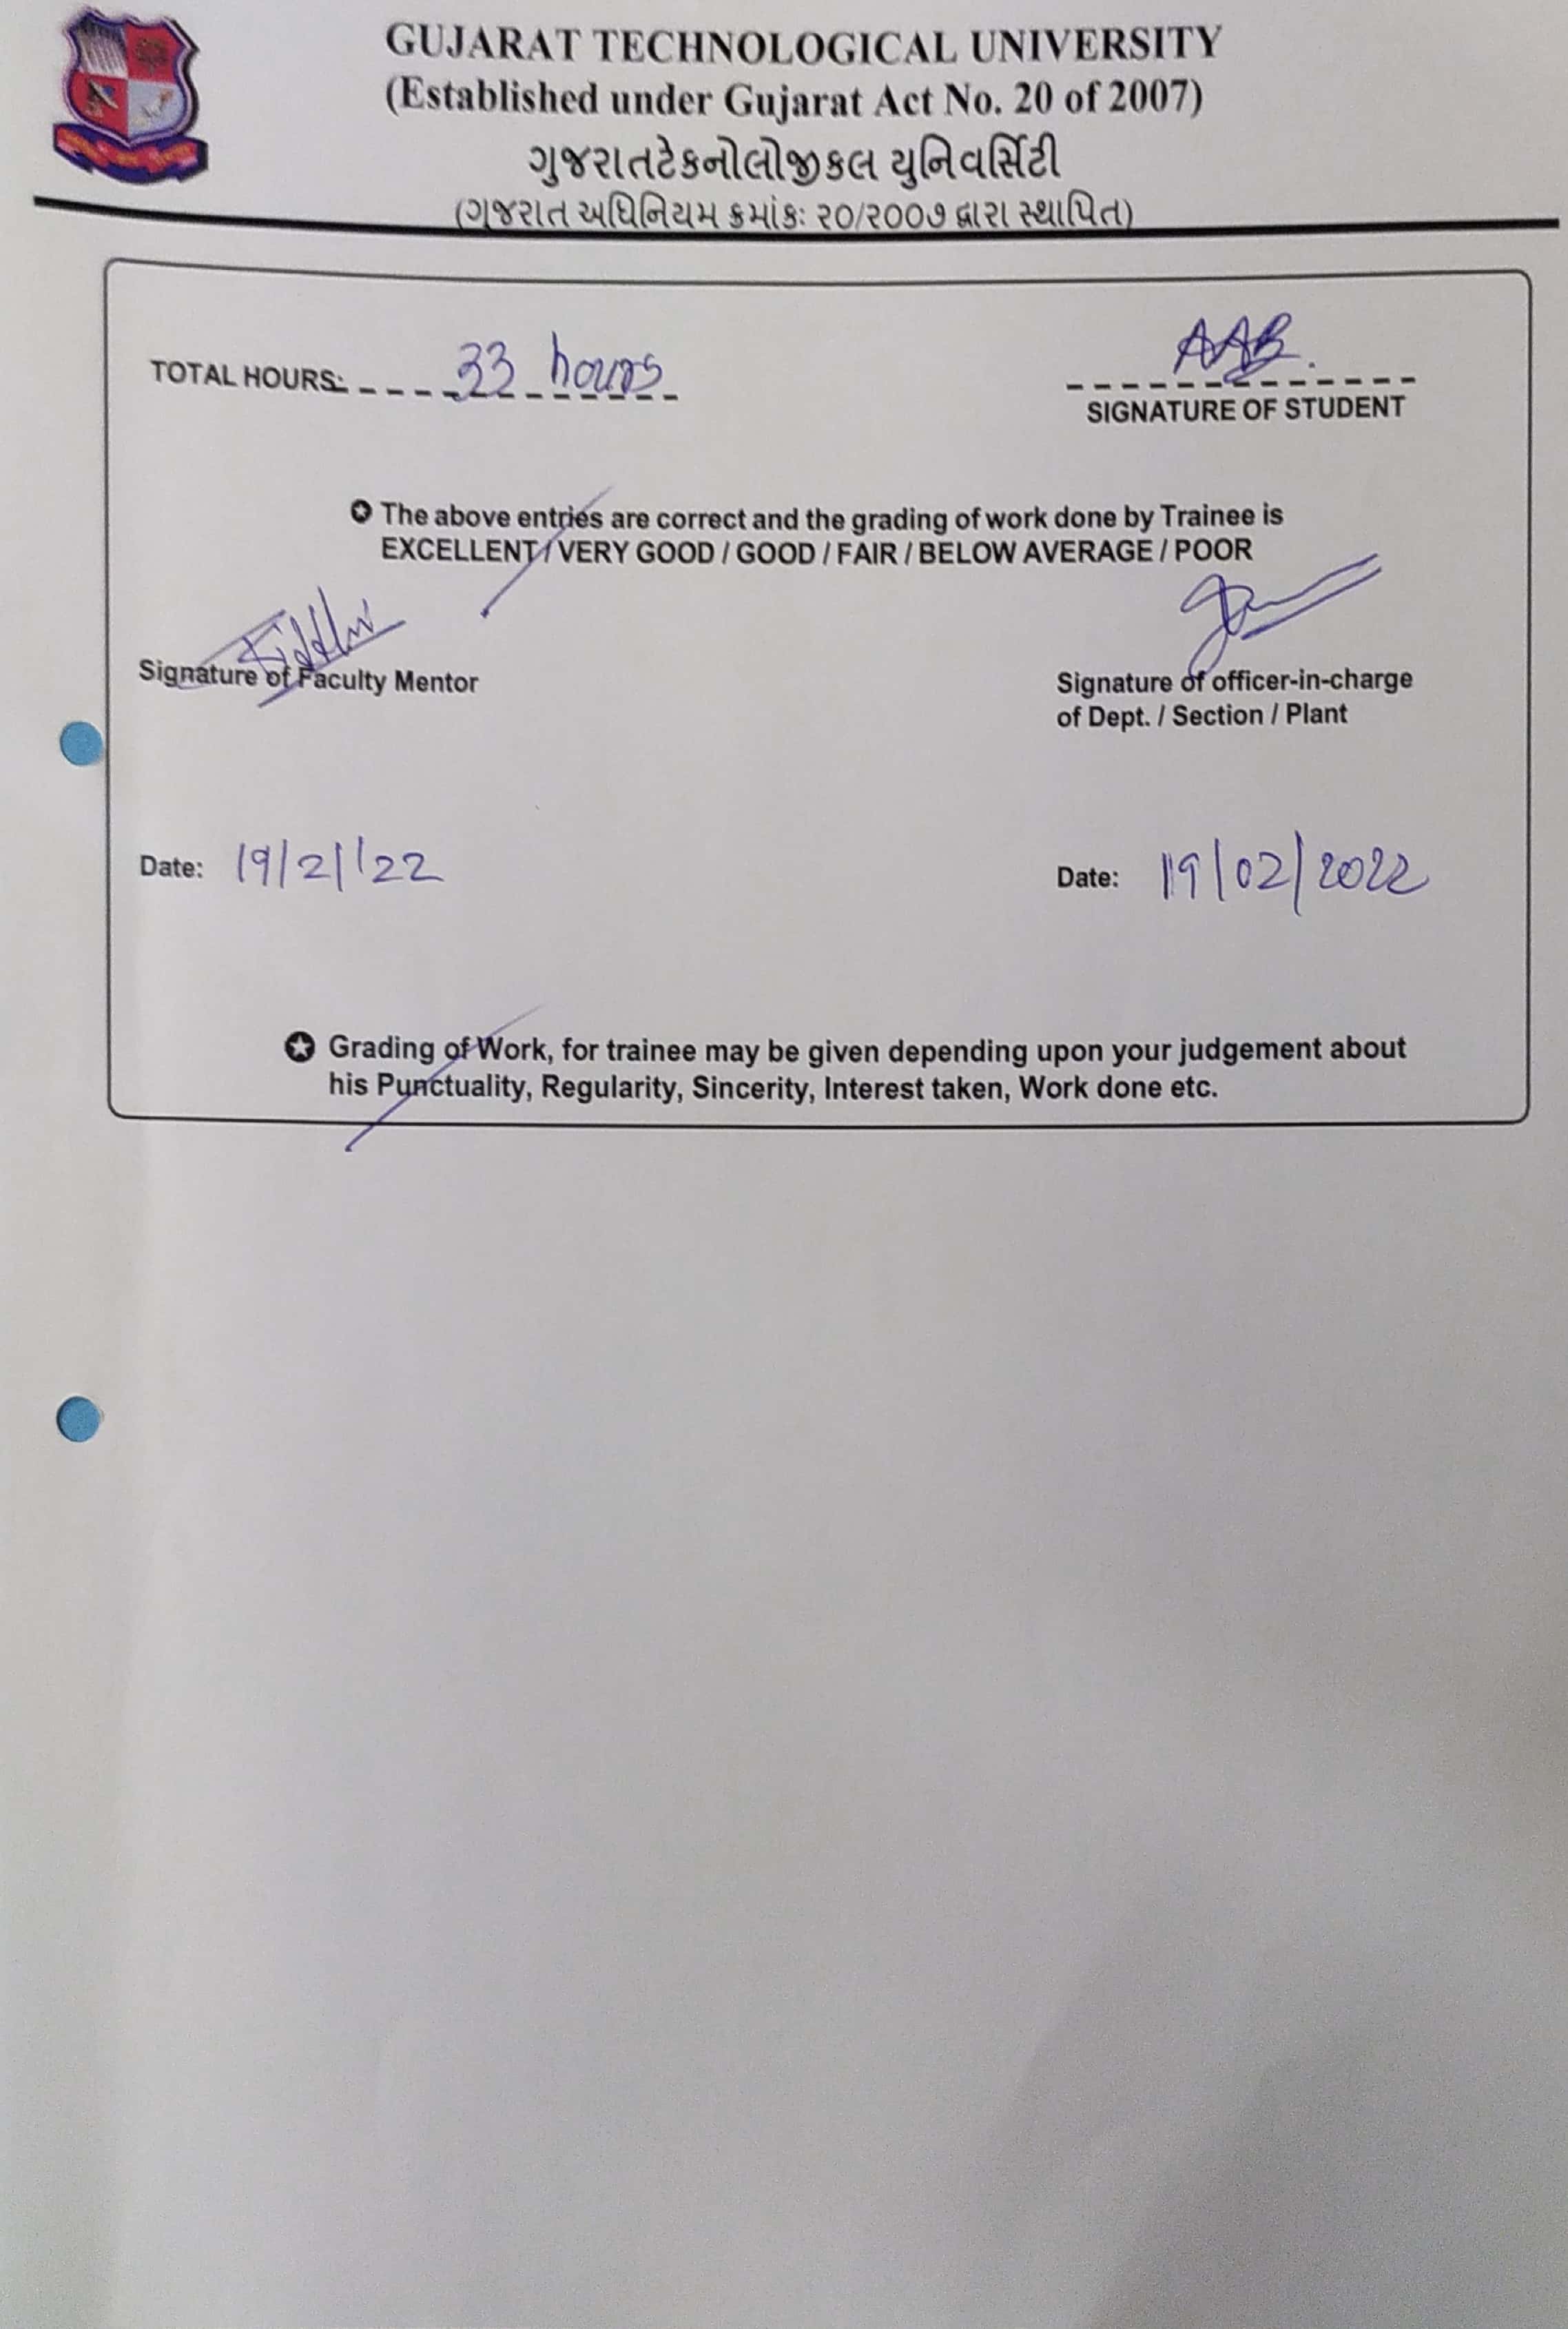 GUJARAT TECHNOLOGICAL UNIVERSITY
(Established under Gujarat Act No. 20 of 2007)
ગુજરાતટેકનોલોજીકલ યુનિવર્સિટી
(ગુજરાત અધિનિયમ ક્રમાંકઃ ૨૦/૨૦૦૭ દ્વારા સ્થાપિત)
TOTAL HOURS: 33 hours
AAB.
SIGNATURE OF STUDENT
The above entries are correct and the grading of work done by Trainee is
EXCELLENT / VERY GOOD / GOOD / FAIR / BELOW AVERAGE / POOR
Signature of Faculty Mentor
Signature of officer-in-charge
of Dept. / Section / Plant
Date: 19/2/'22
Date: 19/02/2022
Grading of Work, for trainee may be given depending upon your judgement about
his Punctuality, Regularity, Sincerity, Interest taken, Work done etc.